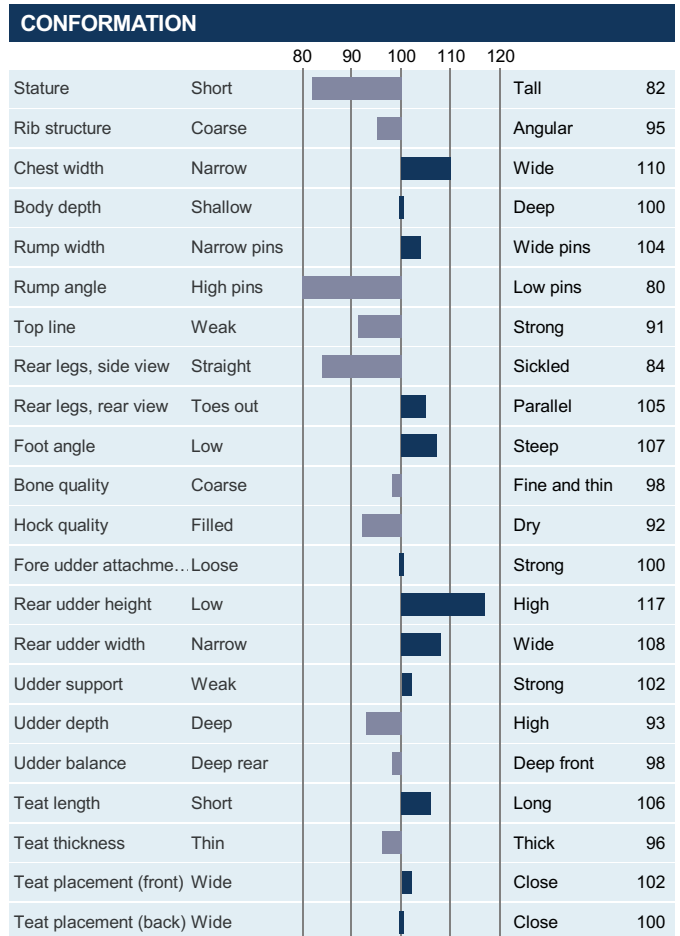 CONFORMATION
80 90 100 110 120
Stature Short Tall 82
Rib structure Coarse Angular 95
Chest width Narrow Wide 110
Body depth Shallow Deep 100
Rump width Narrow pins Wide pins 104
Rump angle High pins Low pins 80
Top line Weak Strong 91
Rear legs, side view Straight Sickled 84
Rear legs, rear view Toes out Parallel 105
Foot angle Low Steep 107
Bone quality Coarse Fine and thin 98
Hock quality Filled Dry 92
Fore udder attachme... Loose Strong 100
Rear udder height Low High 117
Rear udder width Narrow Wide 108
Udder support Weak Strong 102
Udder depth Deep High 93
Udder balance Deep rear Deep front 98
Teat length Short Long 106
Teat thickness Thin Thick 96
Teat placement (front) Wide Close 102
Teat placement (back) Wide Close 100